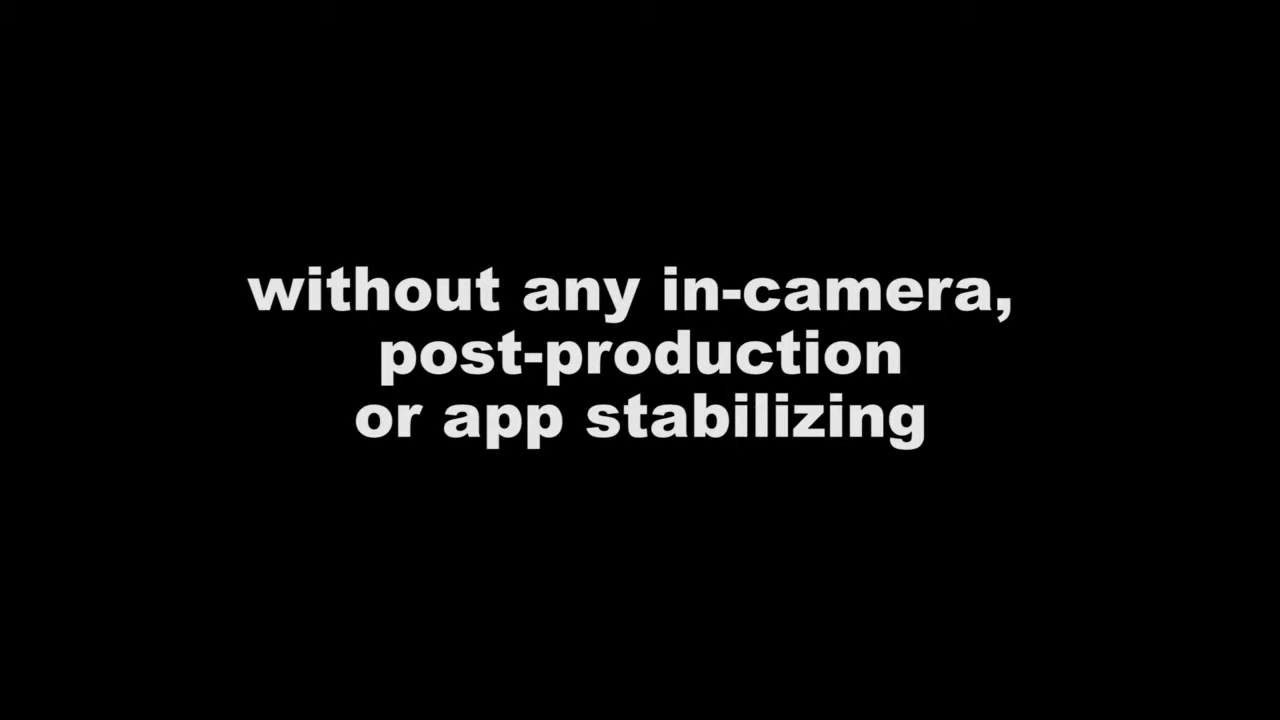 without any in-camera,
post-production
or app stabilizing